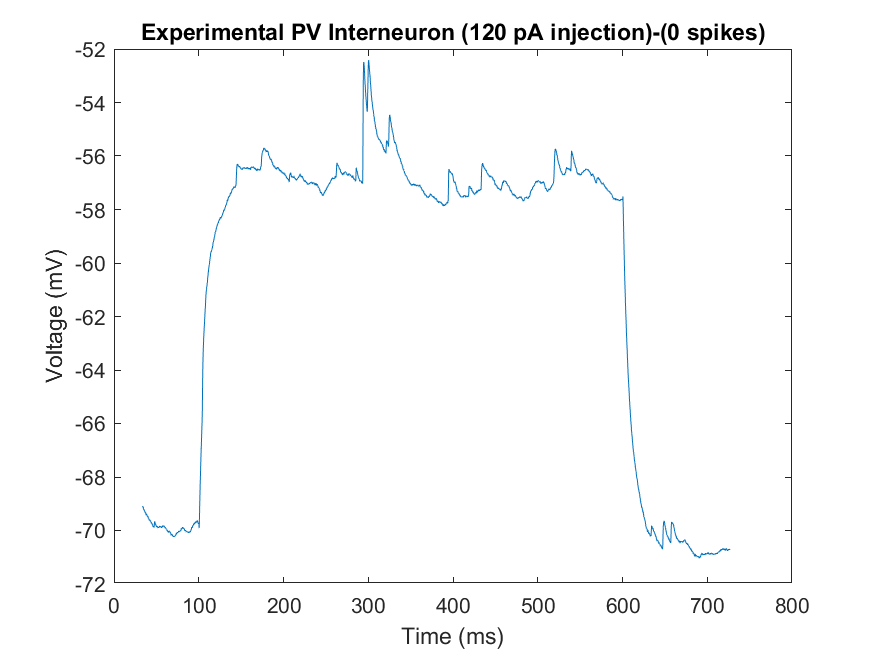 Experimental PV Interneuron (120 pA injection)-(0 spikes)
-52
-54
-56
-58
-60
-62
-64
-66
-68
-70
-72
Voltage (mV)
0 100 200 300 400 500 600 700 800
Time (ms)